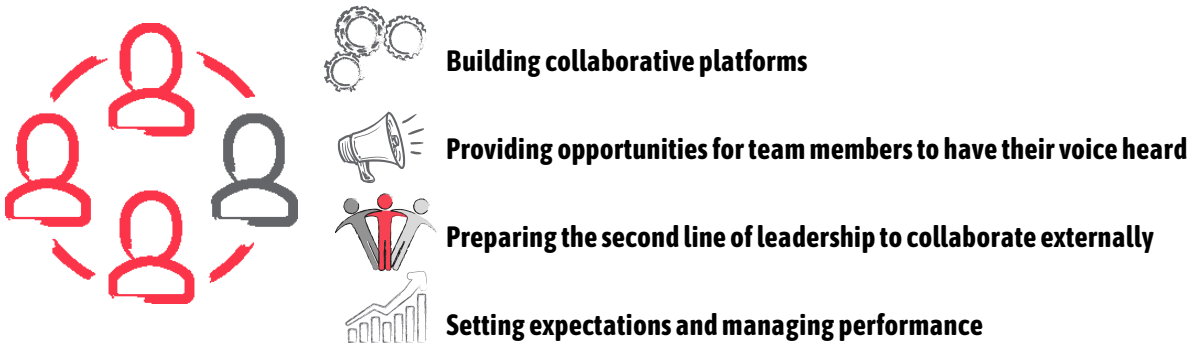 Building collaborative platforms
Providing opportunities for team members to have their voice heard
Preparing the second line of leadership to collaborate externally
Setting expectations and managing performance